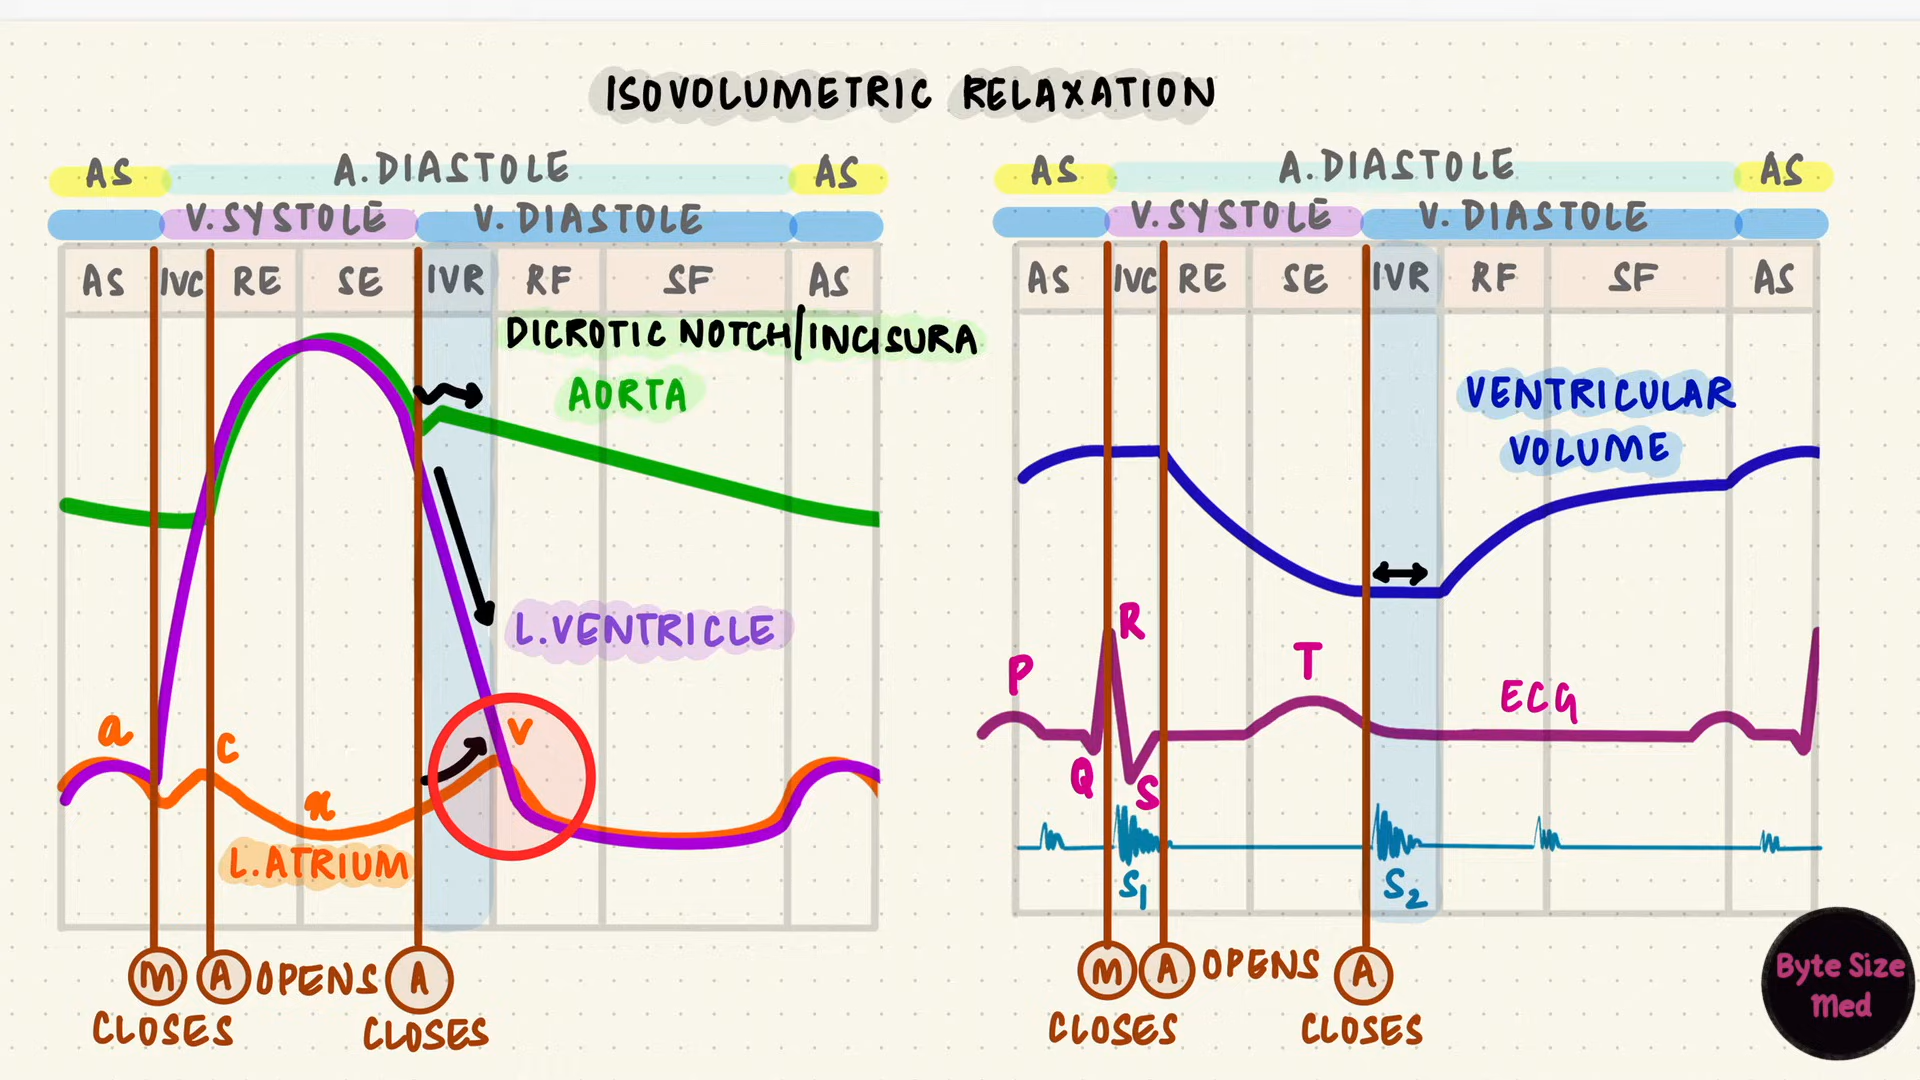 ISOVOLUMETRIC RELAXATION
AS A.DIASTOLE AS
V.SYSTOLE V.DIASTOLE
AS IVC RE SE IVR RF SF AS
DICROTIC NOTCH/INCISURA
AORTA
L.VENTRICLE
a
c
v
x
L.ATRIUM
M A OPENS A
CLOSES CLOSES
AS A.DIASTOLE AS
V.SYSTOLE V.DIASTOLE
AS IVC RE SE IVR RF SF AS
VENTRICULAR
VOLUME
P
R
T
ECG
Q
S
S1
S2
M A OPENS A
CLOSES CLOSES
Byte Size
Med